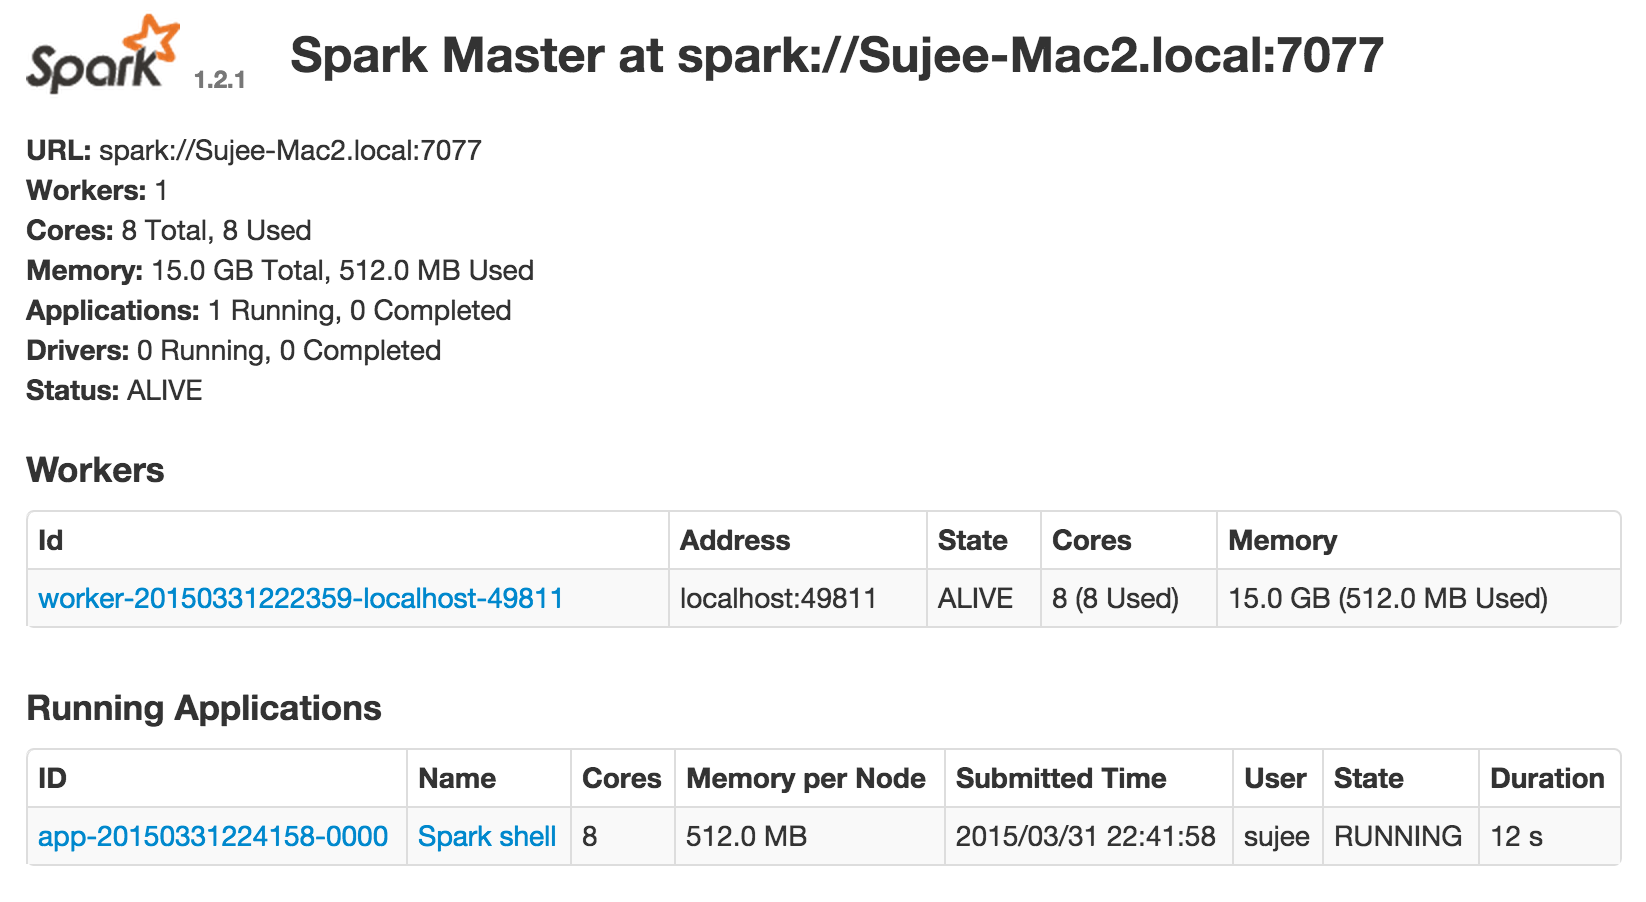 Spark 1.2.1 Spark Master at spark://Sujee-Mac2.local:7077
URL: spark://Sujee-Mac2.local:7077
Workers: 1
Cores: 8 Total, 8 Used
Memory: 15.0 GB Total, 512.0 MB Used
Applications: 1 Running, 0 Completed
Drivers: 0 Running, 0 Completed
Status: ALIVE
Workers
Id Address State Cores Memory
worker-20150331222359-localhost-49811 localhost:49811 ALIVE 8 (8 Used) 15.0 GB (512.0 MB Used)
Running Applications
ID Name Cores Memory per Node Submitted Time User State Duration
app-20150331224158-0000 Spark shell 8 512.0 MB 2015/03/31 22:41:58 sujee RUNNING 12 s